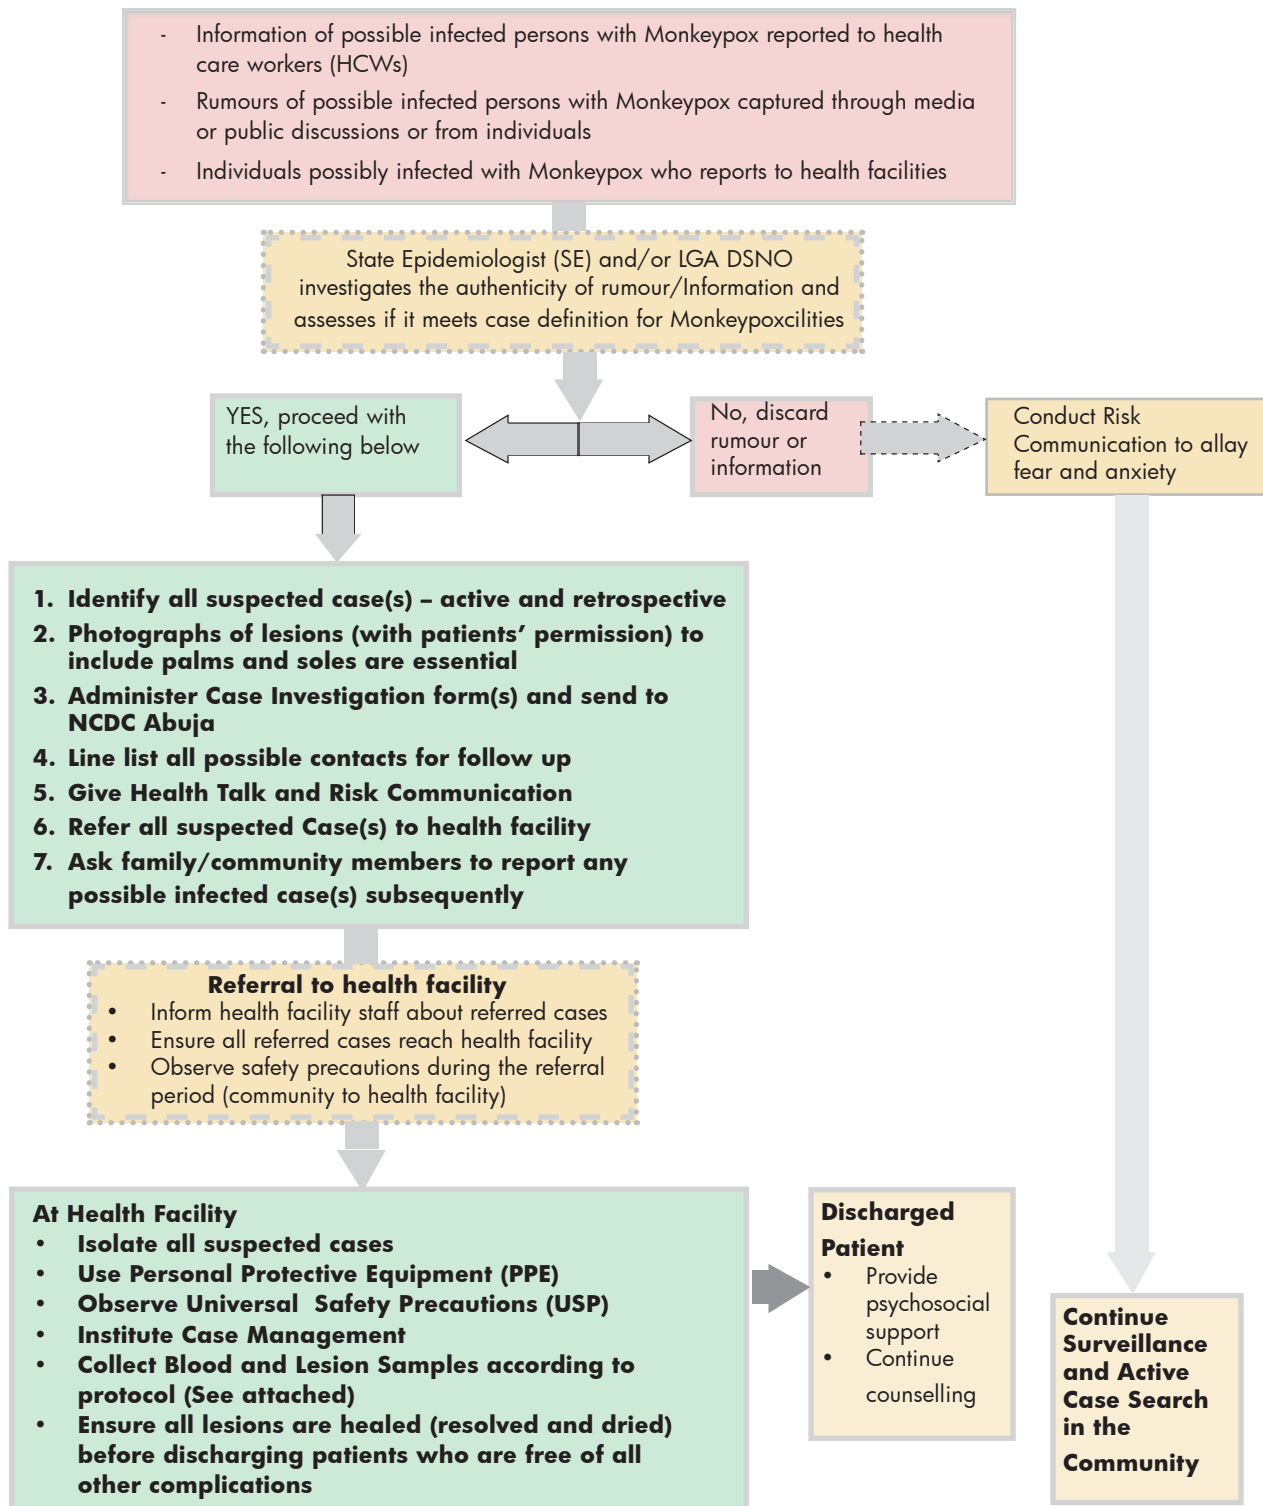 - Information of possible infected persons with Monkeypox reported to health
care workers (HCWs)
- Rumours of possible infected persons with Monkeypox captured through media
or public discussions or from individuals
- Individuals possibly infected with Monkeypox who reports to health facilities
State Epidemiologist (SE) and/or LGA DSNO
investigates the authenticity of rumour/Information and
assesses if it meets case definition for Monkeypoxcilities
YES, proceed with
the following below
No, discard
rumour or
information
Conduct Risk
Communication to allay
fear and anxiety
1. Identify all suspected case(s) – active and retrospective
2. Photographs of lesions (with patients’ permission) to
include palms and soles are essential
3. Administer Case Investigation form(s) and send to
NCDC Abuja
4. Line list all possible contacts for follow up
5. Give Health Talk and Risk Communication
6. Refer all suspected Case(s) to health facility
7. Ask family/community members to report any
possible infected case(s) subsequently
Referral to health facility
• Inform health facility staff about referred cases
• Ensure all referred cases reach health facility
• Observe safety precautions during the referral
period (community to health facility)
At Health Facility
• Isolate all suspected cases
• Use Personal Protective Equipment (PPE)
• Observe Universal Safety Precautions (USP)
• Institute Case Management
• Collect Blood and Lesion Samples according to
protocol (See attached)
• Ensure all lesions are healed (resolved and dried)
before discharging patients who are free of all
other complications
Discharged
Patient
• Provide
psychosocial
support
• Continue
counselling
Continue
Surveillance
and Active
Case Search
in the
Community